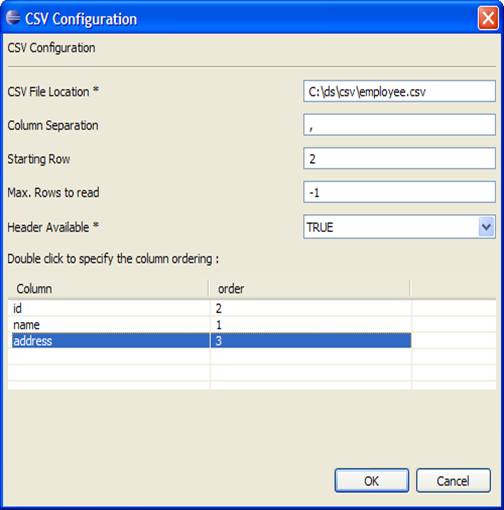 CSV Configuration
CSV Configuration
CSV File Location * C:\ds\csv\employee.csv
Column Separation ,
Starting Row 2
Max. Rows to read -1
Header Available * TRUE
Double click to specify the column ordering :
Column order
id 2
name 1
address 3
OK Cancel